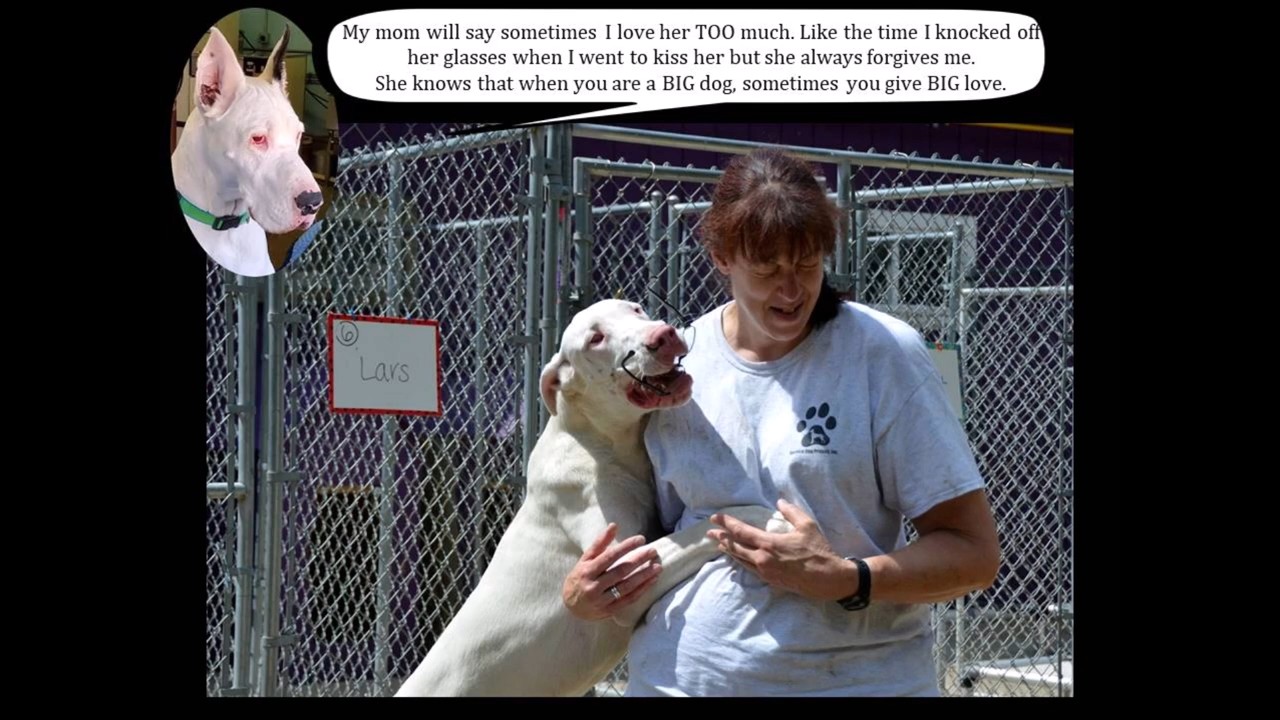 My mom will say sometimes I love her TOO much. Like the time I knocked off
her glasses when I went to kiss her but she always forgives me.
She knows that when you are a BIG dog, sometimes you give BIG love.
6
Lars